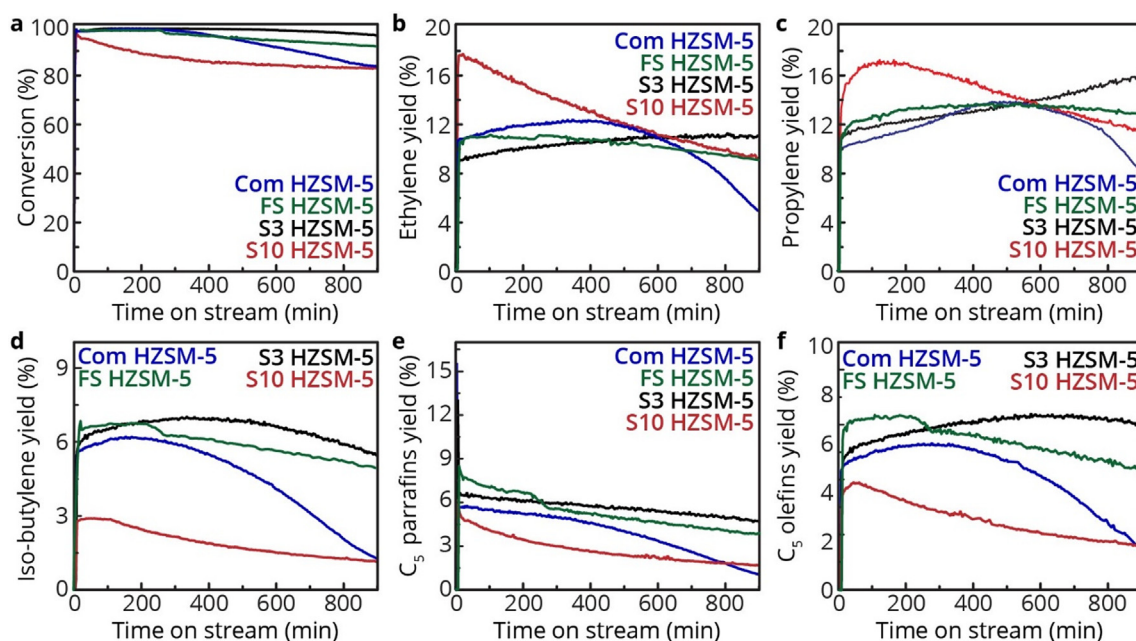 a
Conversion (%)
100
80
60
40
20
0
Com HZSM-5
FS HZSM-5
S3 HZSM-5
S10 HZSM-5
0 200 400 600 800
Time on stream (min)
b
Ethylene yield (%)
20
16
12
8
4
0
Com HZSM-5
FS HZSM-5
S3 HZSM-5
S10 HZSM-5
0 200 400 600 800
Time on stream (min)
c
Propylene yield (%)
20
16
12
8
4
0
Com HZSM-5
FS HZSM-5
S3 HZSM-5
S10 HZSM-5
0 200 400 600 800
Time on stream (min)
d
Iso-butylene yield (%)
9
6
3
0
Com HZSM-5 S3 HZSM-5
FS HZSM-5 S10 HZSM-5
0 200 400 600 800
Time on stream (min)
e
C₅ parrafins yield (%)
15
12
9
6
3
0
Com HZSM-5
FS HZSM-5
S3 HZSM-5
S10 HZSM-5
0 200 400 600 800
Time on stream (min)
f
C₅ olefins yield (%)
10
8
6
4
2
0
Com HZSM-5 S3 HZSM-5
FS HZSM-5 S10 HZSM-5
0 200 400 600 800
Time on stream (min)